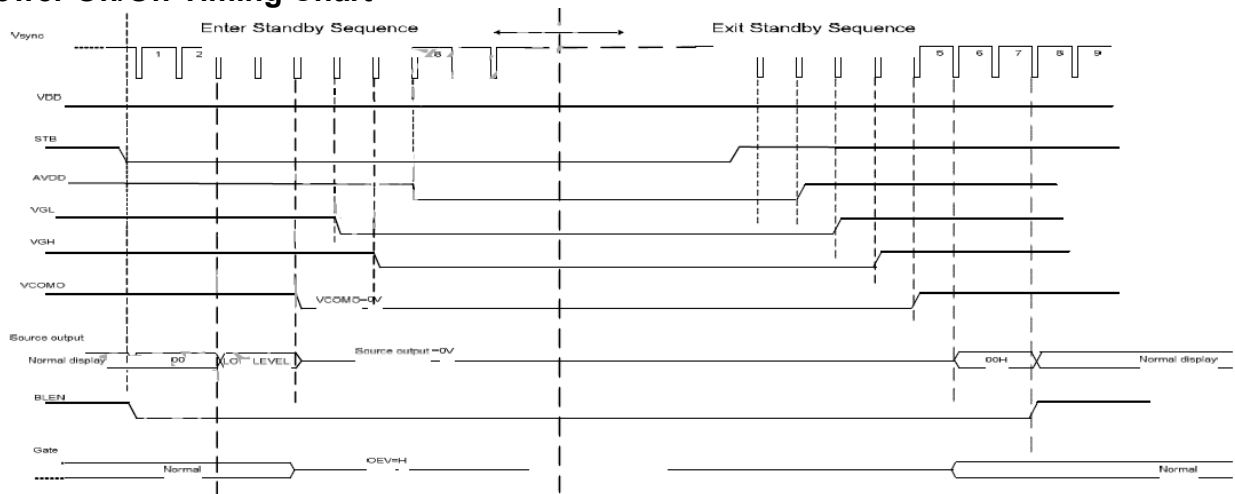 Power On/Off Timing Chart
Enter Standby Sequence
Exit Standby Sequence
Vsync
1 2 8 5 6 7 8 9
VDD
STB
AVDD
VGL
VGH
VCOMO
VCOMO=0V
Source output
Normal display
00
LEVEL
Source output=0V
00H
Normal display
BLEN
Gate
Normal
OEV=H
Normal